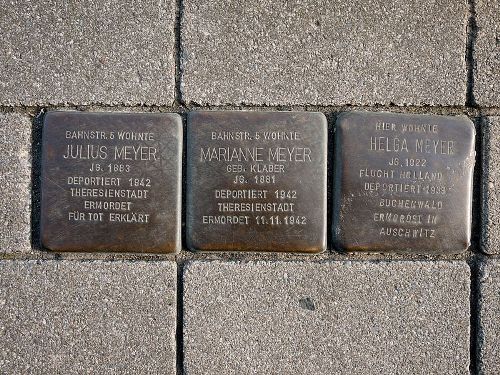 BAHNSTR. 5 WOHNTE
JULIUS MEYER
JG. 1883
DEPORTIERT 1942
THERESIENSTADT
ERMORDET
FÜR TOT ERKLÄRT
BAHNSTR. 5 WOHNTE
MARIANNE MEYER
GEB. KLABER
JG. 1881
DEPORTIERT 1942
THERESIENSTADT
ERMORDET 11.11.1942
HIER WOHNTE
HELGA MEYER
JG. 1922
FLUCHT HOLLAND
DEPORTIERT
BUCHENWALD
ERMORDET IN
AUSCHWITZ